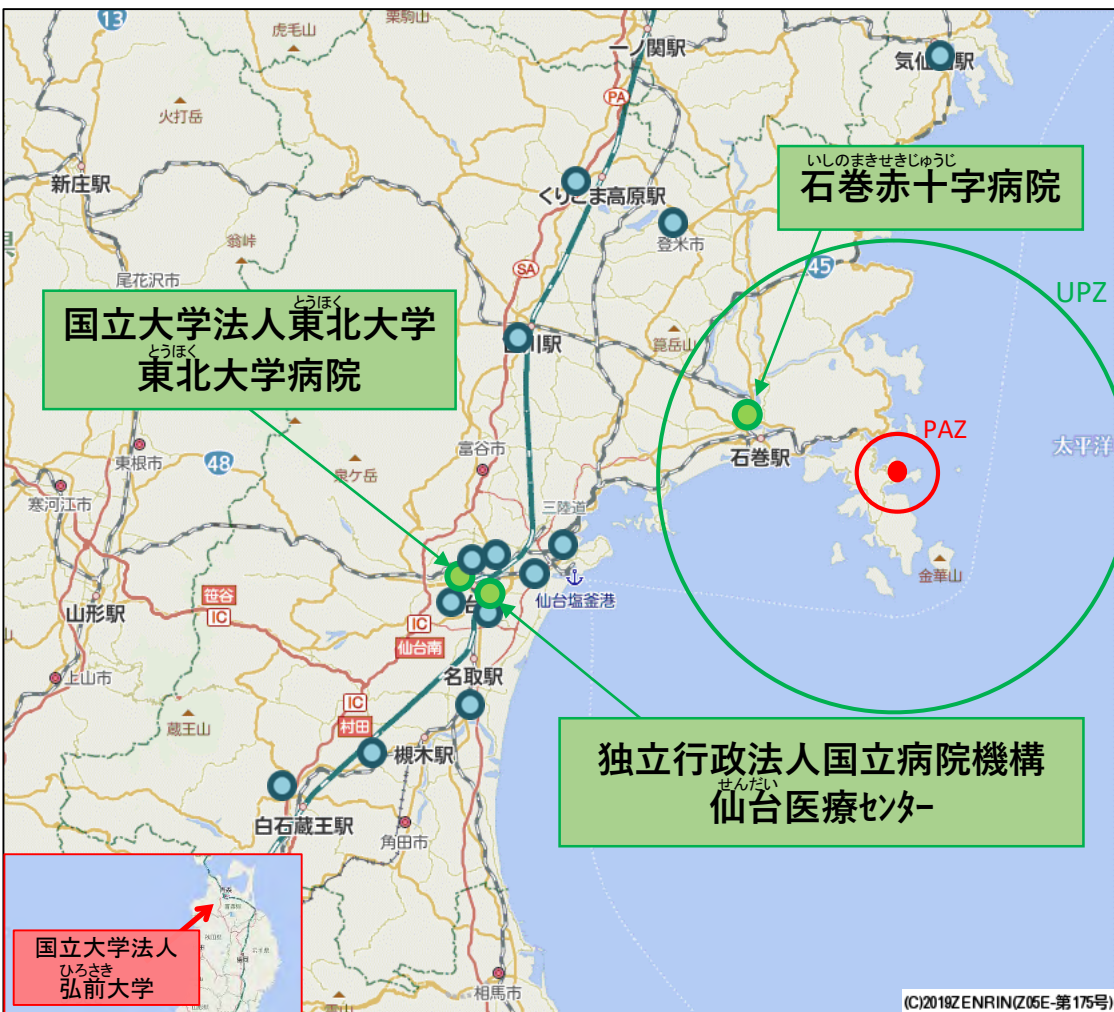 13
虎毛山
栗駒山
一ノ関駅
気仙沼駅
PA
火打岳
新庄駅
くりこま高原駅
いしのまきせきじゅうじ
石巻赤十字病院
登米市
翁峠
SA
45
尾花沢市
UPZ
とうほく
国立大学法人東北大学
とうほく
東北大学病院
箟岳山
PAZ
富谷市
石巻駅
太平洋
東根市
48
泉ケ岳
寒河江市
三陸道
金華山
笹谷
IC
山形駅
仙台塩釜港
IC
仙台南
名取駅
上山市
IC
村田
蔵王山
槻木駅
独立行政法人国立病院機構
せんだい
仙台医療センター
白石蔵王駅
角田市
国立大学法人
ひろさき
弘前大学
相馬市
(C)2019ZENRIN(Z05E-第175号)